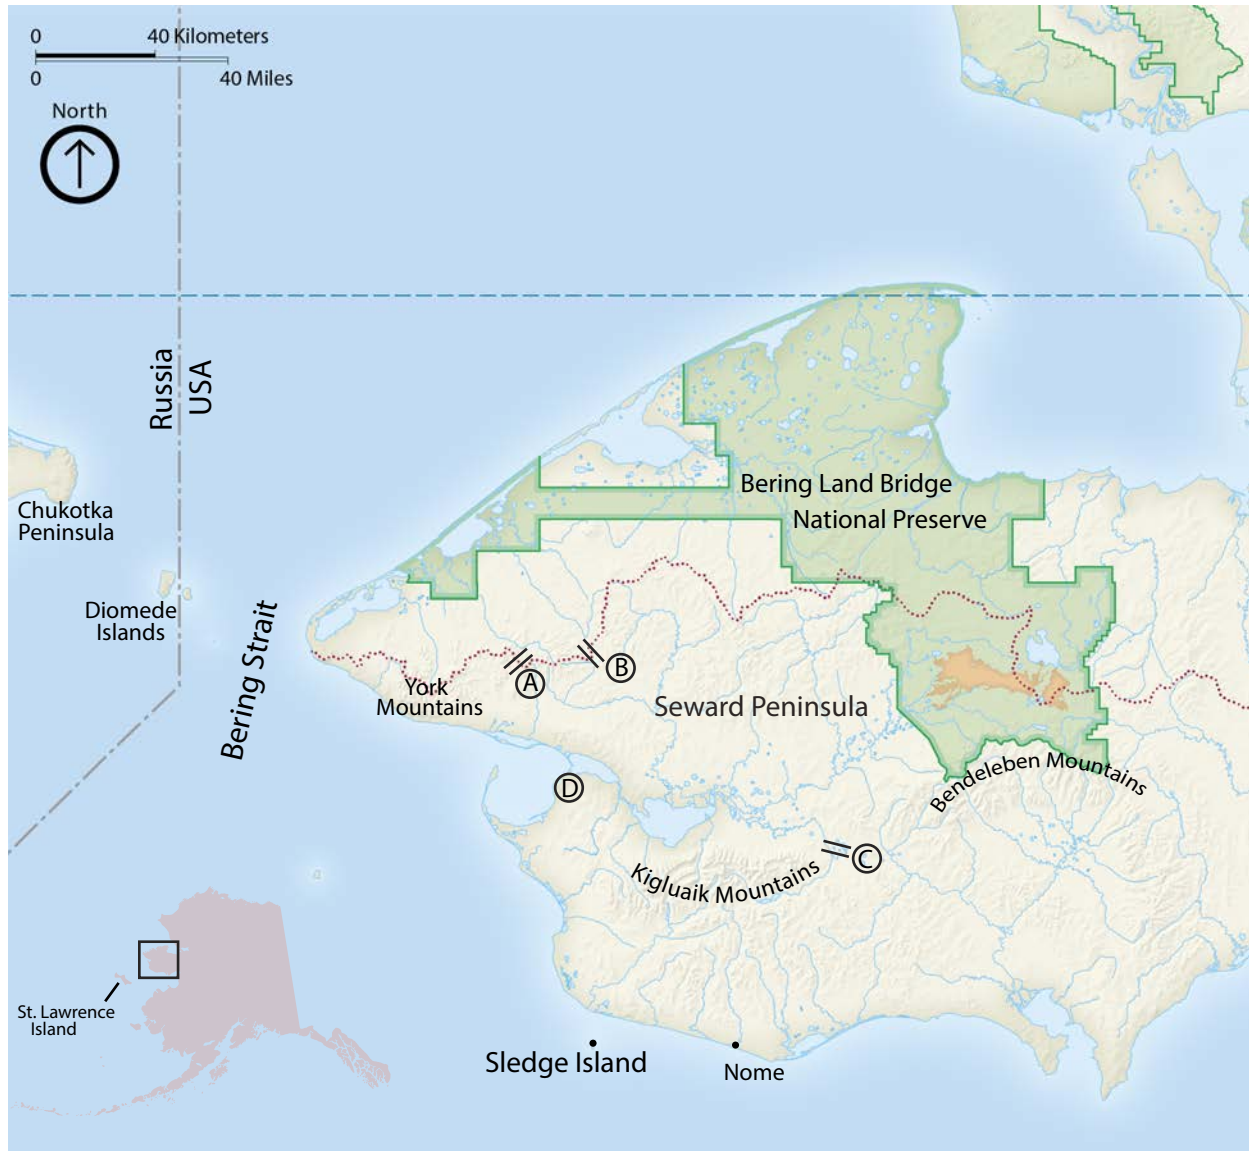 0 40 Kilometers
0 40 Miles
North
Russia
USA
Chukotka
Peninsula
Bering Land Bridge
National Preserve
Diomede
Islands
Bering Strait
A
B
York
Mountains
Seward Peninsula
Bendeleben Mountains
D
C
Kigluaik Mountains
St. Lawrence
Island
Sledge Island
Nome